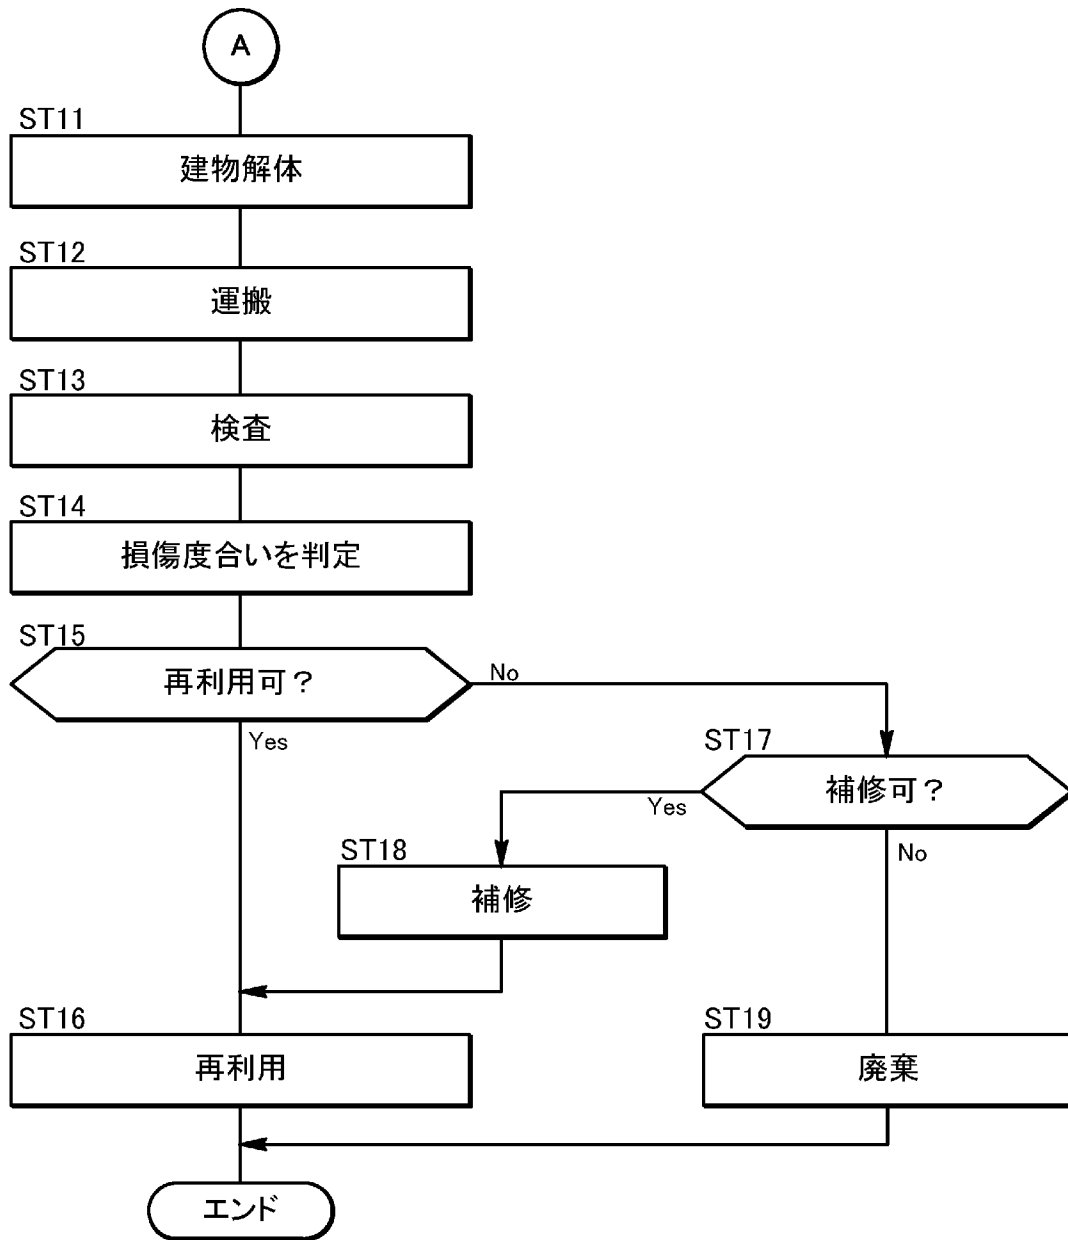 A
ST11
建物解体
ST12
運搬
ST13
検査
ST14
損傷度合いを判定
ST15
再利用可？
No
Yes
ST17
補修可？
Yes
No
ST18
補修
ST16
再利用
ST19
廃棄
エンド